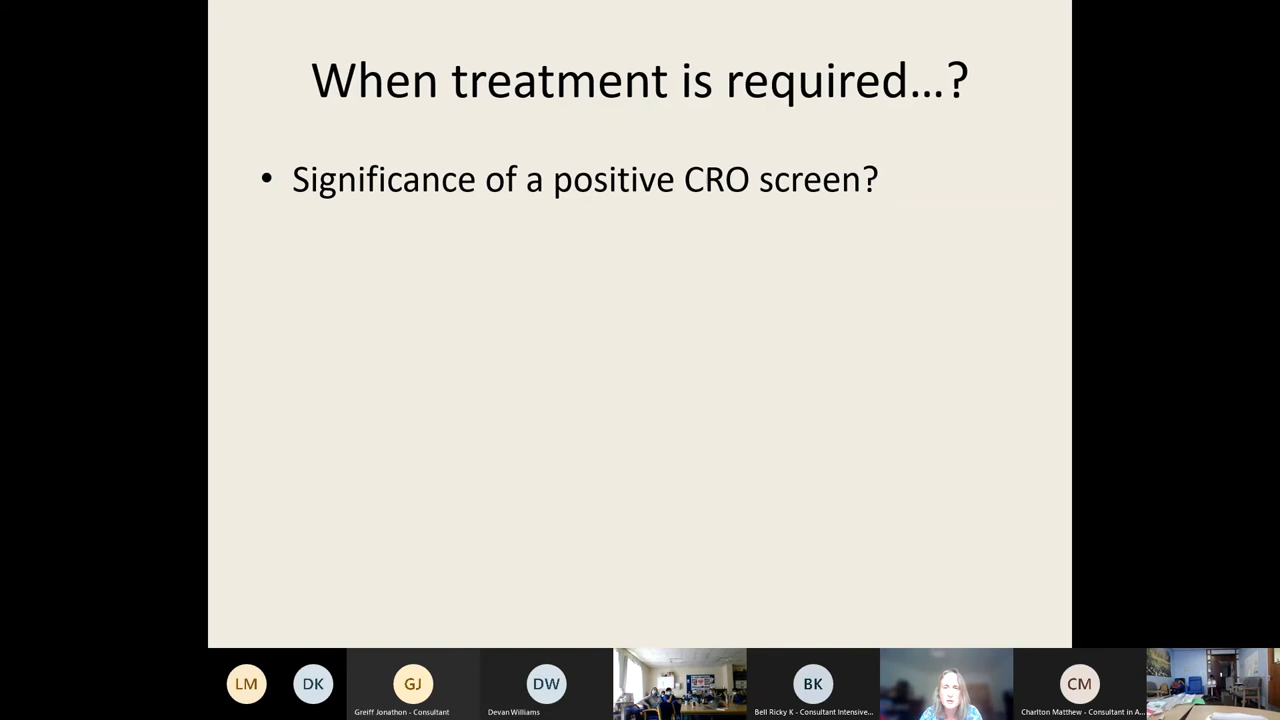 When treatment is required...?
• Significance of a positive CRO screen?
LM
DK
GJ
DW
BK
CM
Greiff Jonathon - Consultant
Devan Williams
Bell Ricky K - Consultant Intensive...
Charlton Matthew - Consultant in A...